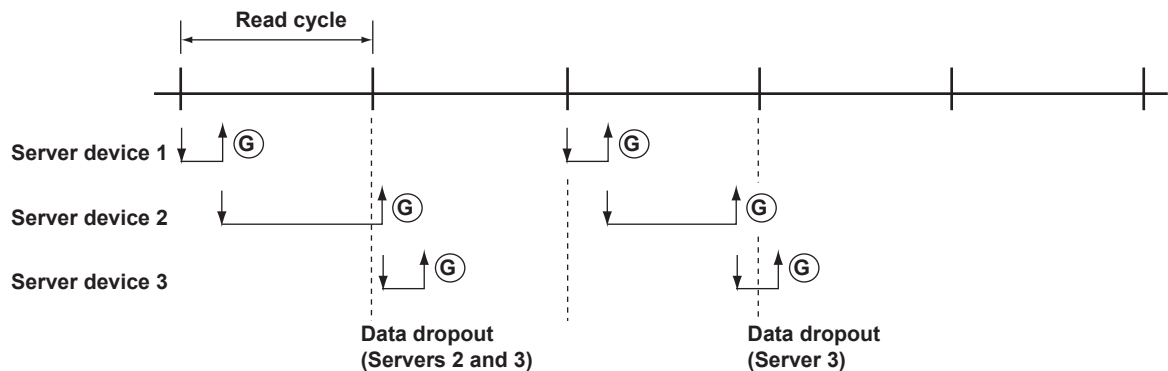 Read cycle
Server device 1
G
G
Server device 2
G
G
Server device 3
G
G
Data dropout
(Servers 2 and 3)
Data dropout
(Server 3)